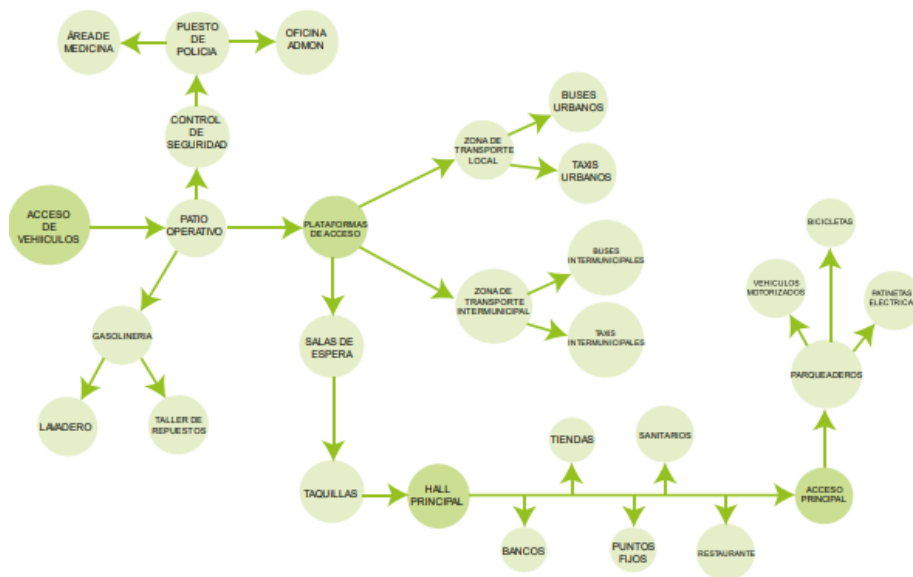 ÁREA DE
MEDICINA
PUESTO
DE
POLICIA
OFICINA
ADMON
CONTROL
DE
SEGURIDAD
ACCESO
DE
VEHIICULOS
PATIO
OPERATIVO
PLATAFORMAS
DE ACCESO
ZONA DE
TRANSPORTE
LOCAL
BUSES
URBANOS
TAXIS
URBANOS
ZONA DE
TRANSPORTE
INTERMUNICIPAL
BUSES
INTERMUNICIPALES
TAXIS
INTERMUNICIPALES
GASOLINERIA
LAVADERO
TALLER DE
REPUESTOS
SALAS DE
ESPERA
TAQUILLAS
HALL
PRINCIPAL
TIENDAS
SANITARIOS
BANCOS
PUNTOS
FIJOS
RESTAURANTE
ACCESO
PRINCIPAL
PARQUEADEROS
VEHICULOS
MOTORIZADOS
BICICLETAS
PATINETAS
ELECTRICA